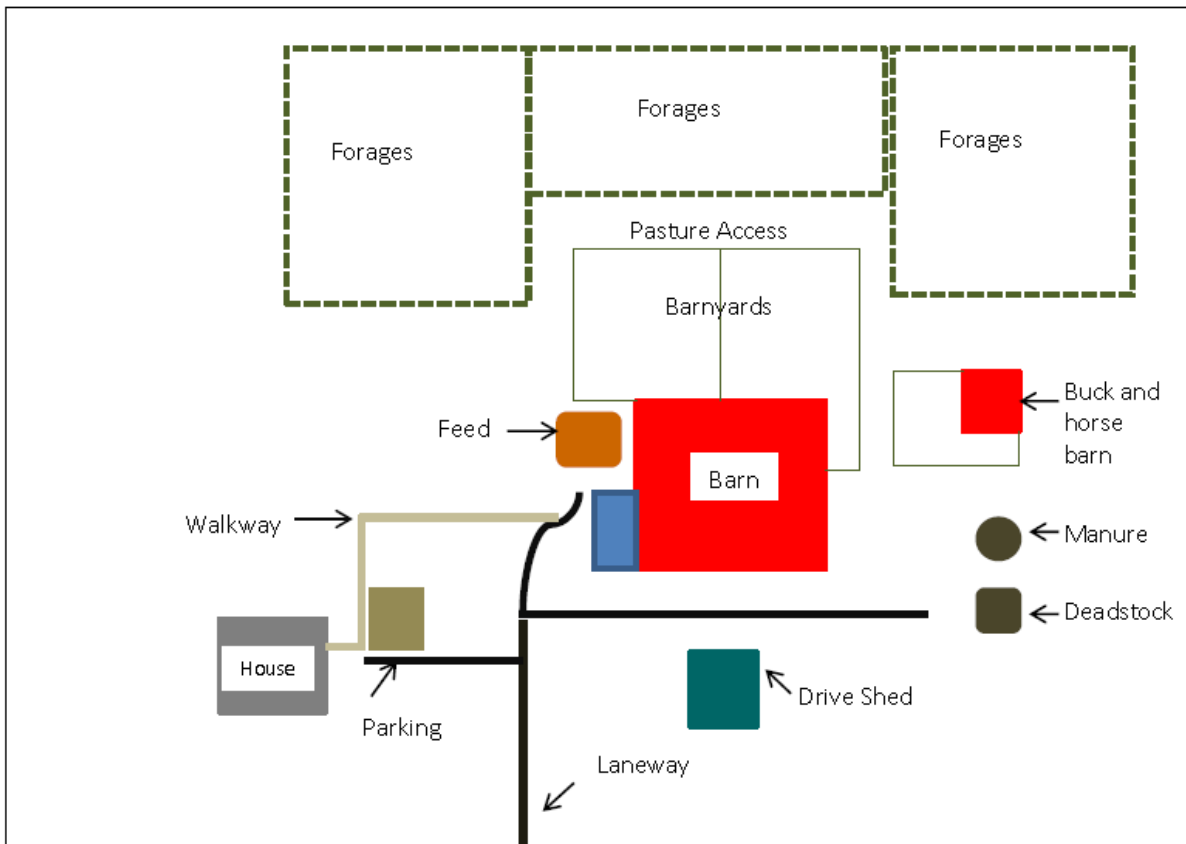 Forages
Forages
Forages
Pasture Access
Barnyards
Buck and
horse
barn
Feed
Barn
Walkway
Manure
Deadstock
House
Drive Shed
Parking
Laneway